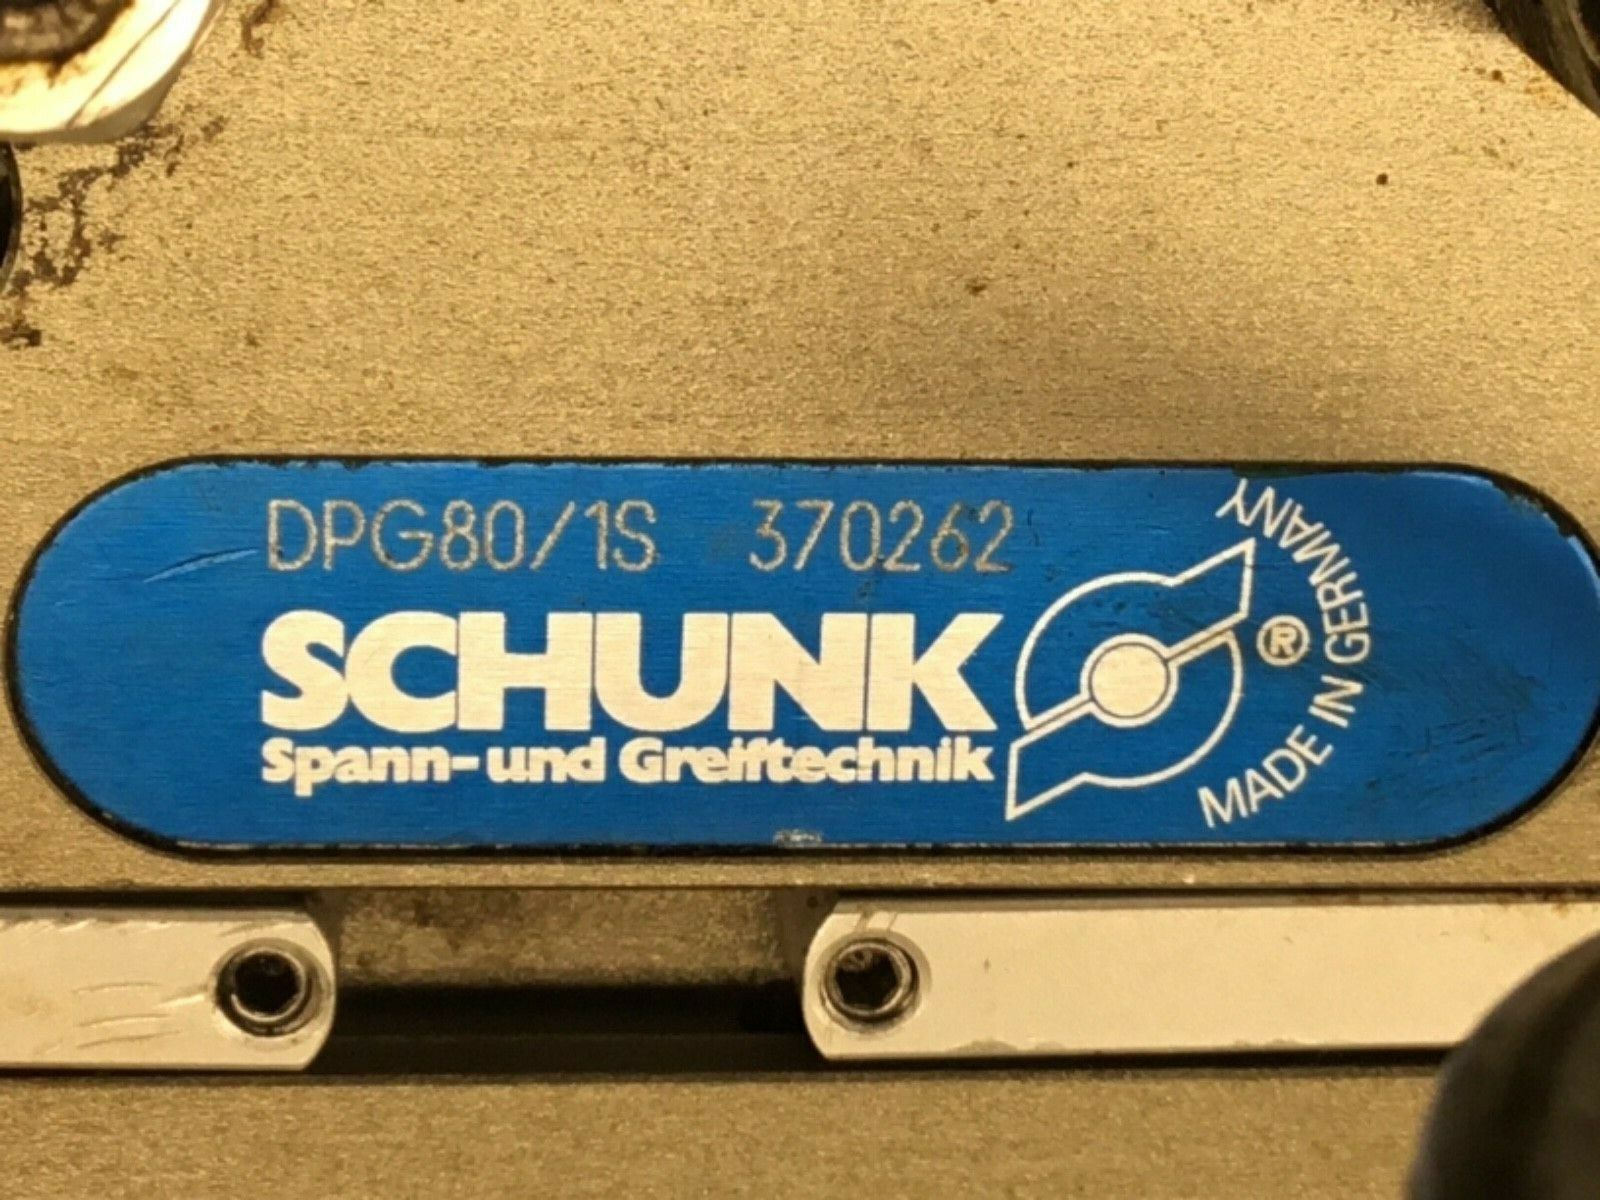 DPG80/1S 370262
SCHUNK
Spann-und Greiftechnik
®
MADE IN GERMANY